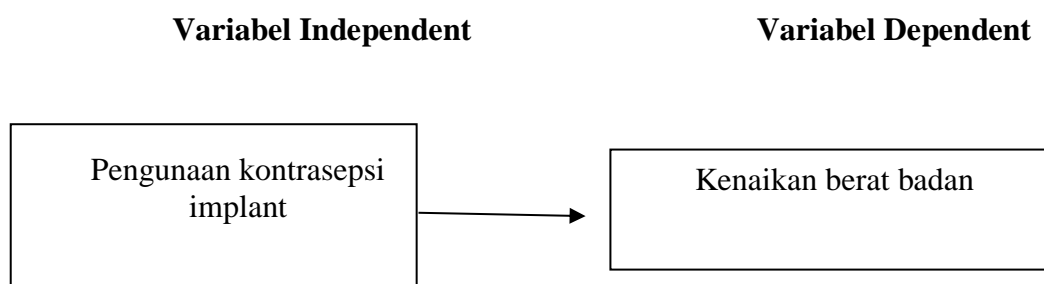 Variabel Independent
Variabel Dependent
Pengunaan kontrasepsi
implant
Kenaikan berat badan